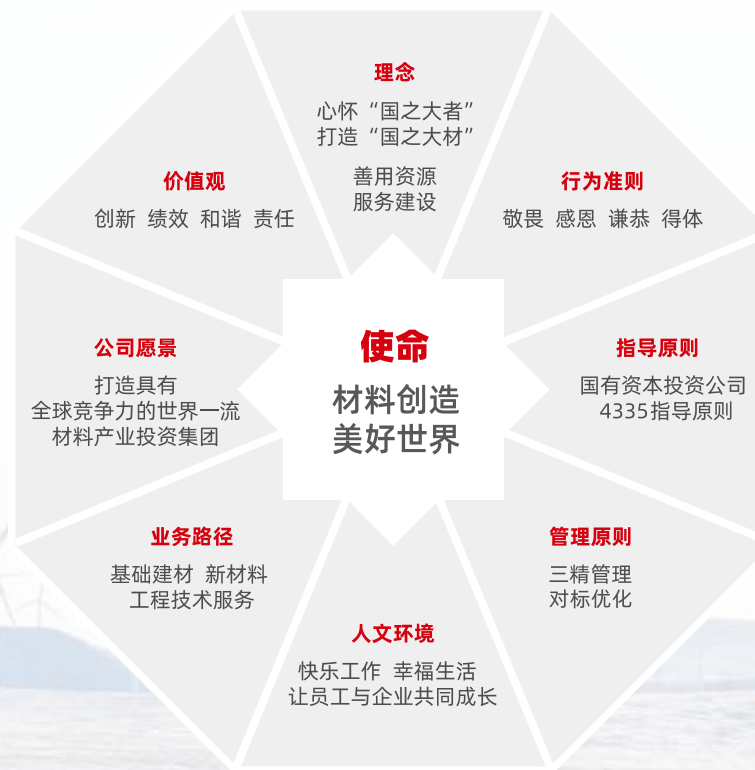 理念
心怀“国之大者”
打造“国之大材”
善用资源
服务建设
价值观
创新 绩效 和谐 责任
行为准则
敬畏 感恩 谦恭 得体
使命
材料创造
美好世界
公司愿景
打造具有
全球竞争力的世界一流
材料产业投资集团
指导原则
国有资本投资公司
4335指导原则
业务路径
基础建材 新材料
工程技术服务
管理原则
三精管理
对标优化
人文环境
快乐工作 幸福生活
让员工与企业共同成长